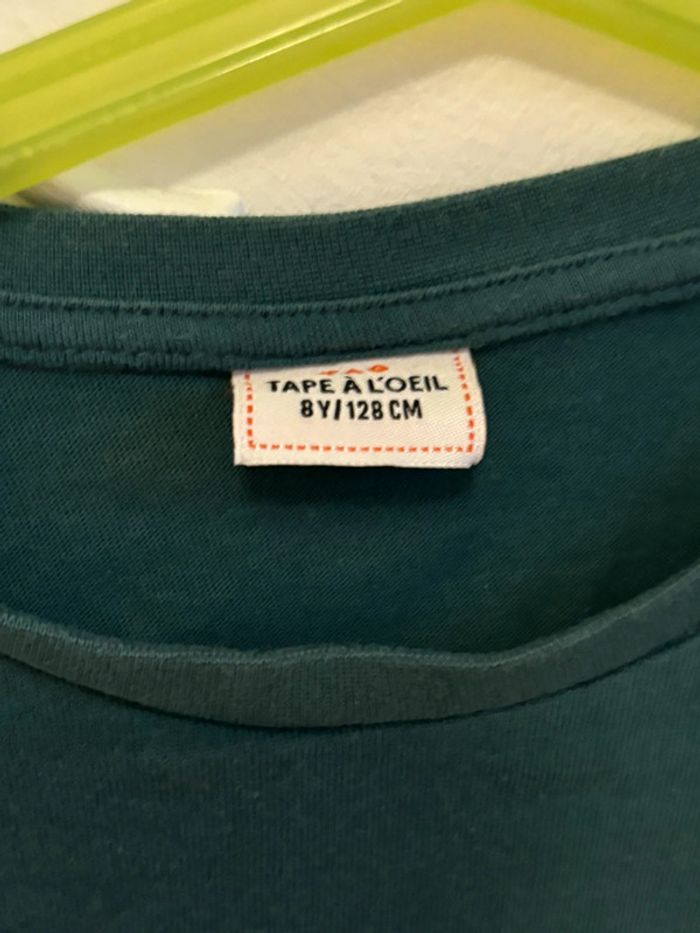 TAPE À L'OEIL
8Y/128 CM